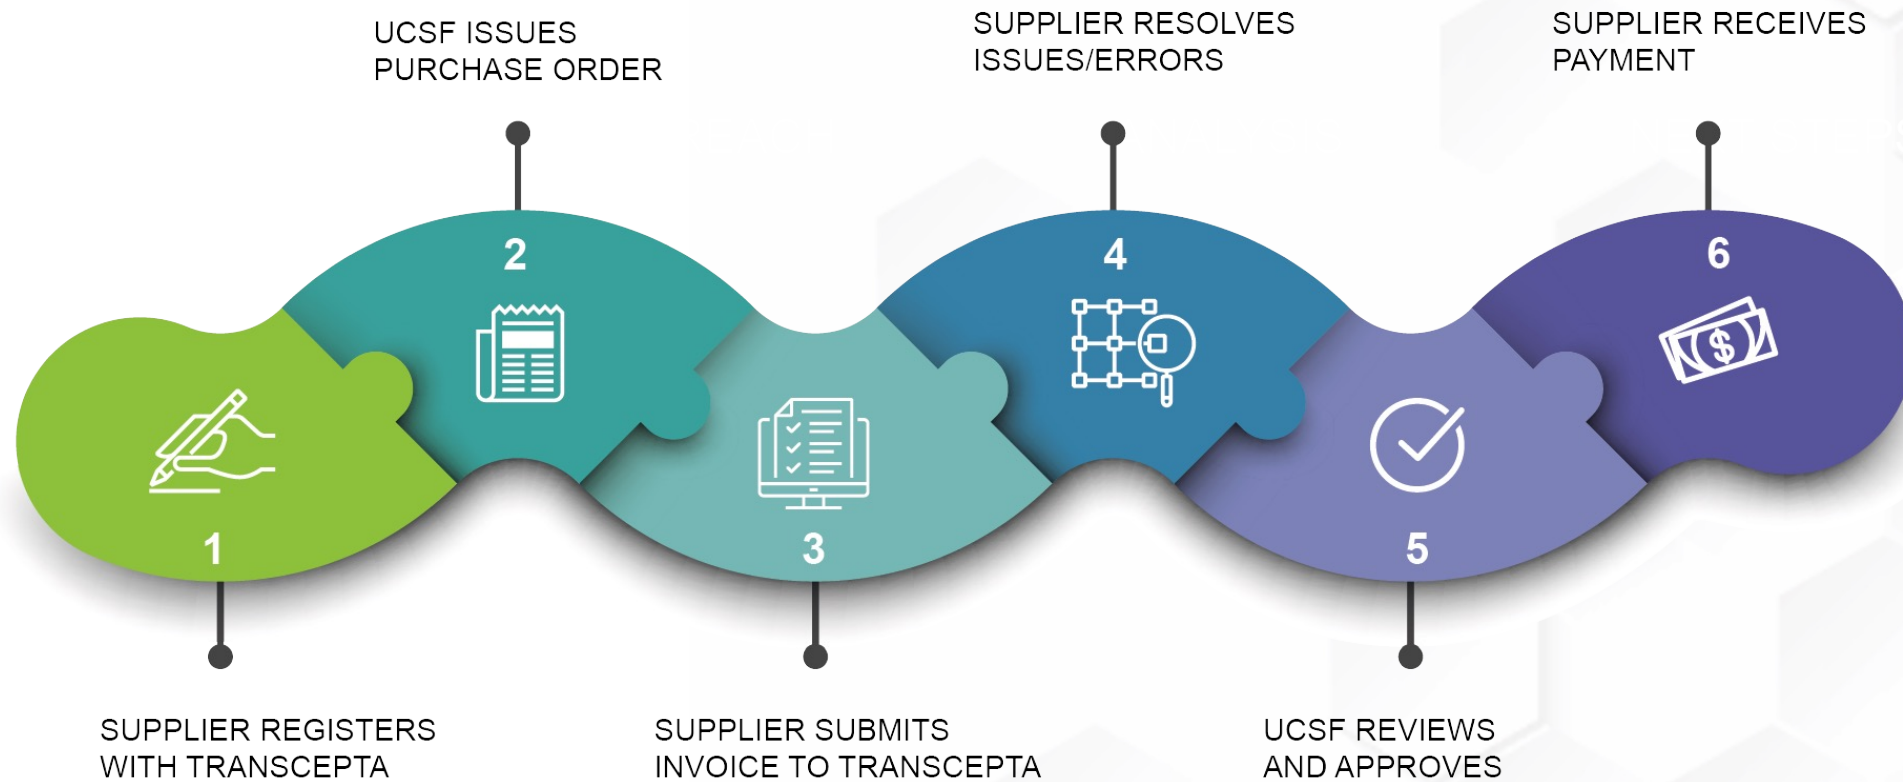 UCSF ISSUES
PURCHASE ORDER
SUPPLIER RESOLVES
ISSUES/ERRORS
SUPPLIER RECEIVES
PAYMENT
2
4
6
$
1
3
5
SUPPLIER REGISTERS
WITH TRANSCEPTA
SUPPLIER SUBMITS
INVOICE TO TRANSCEPTA
UCSF REVIEWS
AND APPROVES